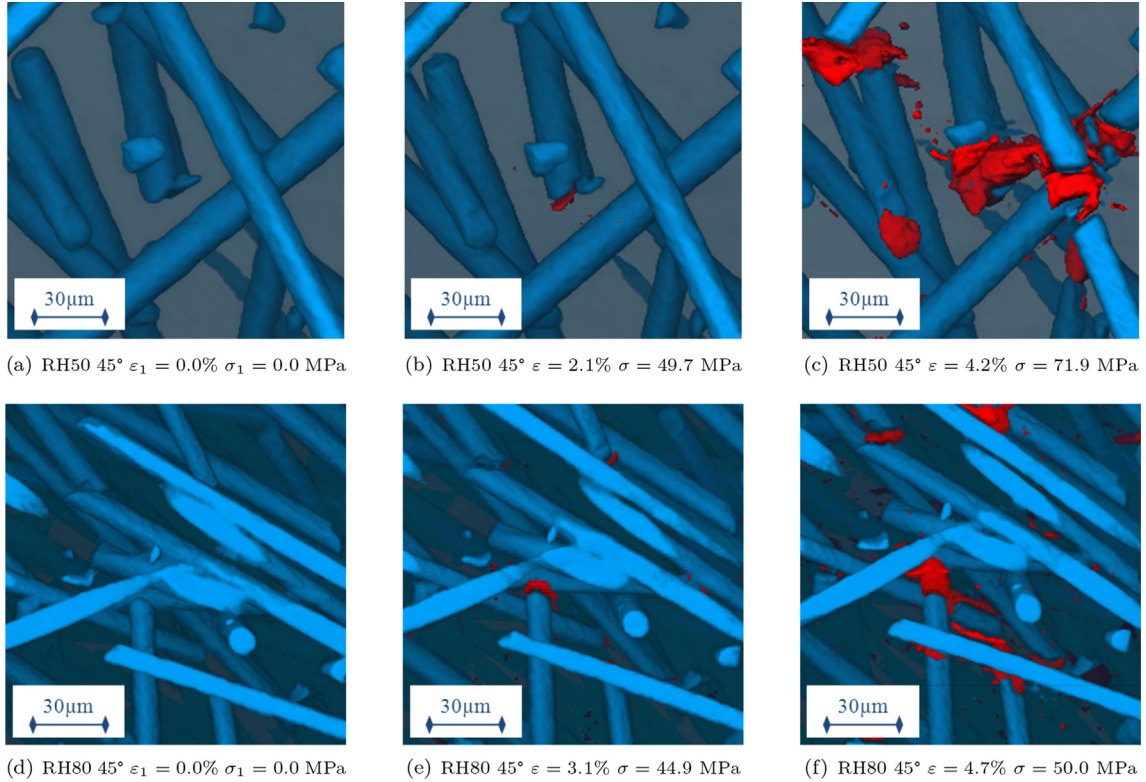 30μm
30μm
30μm
(a) RH50 45° ε₁ = 0.0% σ₁ = 0.0 MPa
(b) RH50 45° ε = 2.1% σ = 49.7 MPa
(c) RH50 45° ε = 4.2% σ = 71.9 MPa
30μm
30μm
30μm
(d) RH80 45° ε₁ = 0.0% σ₁ = 0.0 MPa
(e) RH80 45° ε = 3.1% σ = 44.9 MPa
(f) RH80 45° ε = 4.7% σ = 50.0 MPa